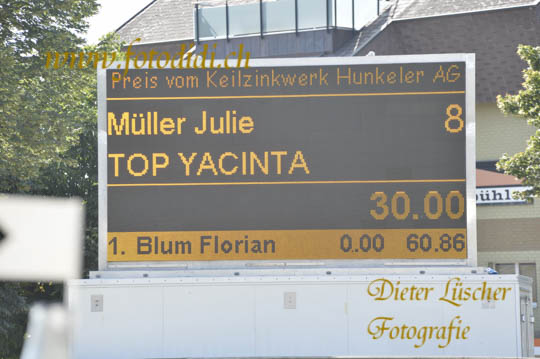 www.fotodidi.ch
Preis vom Keilzinkwerk Hunkeler AG
Müller Julie 8
TOP YACINTA
30.00
1. Blum Florian 0.00 60.86
bühl
Dieter Lüscher
Fotografie